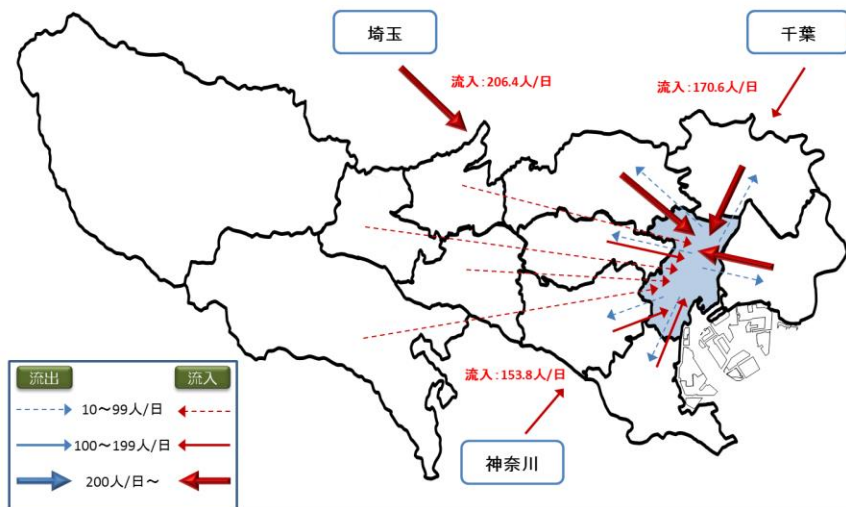 埼玉
千葉
流入:206.4人/日
流入:170.6人/日
流入:153.8人/日
神奈川
流出 流入
10~99人/日
100~199人/日
200人/日~